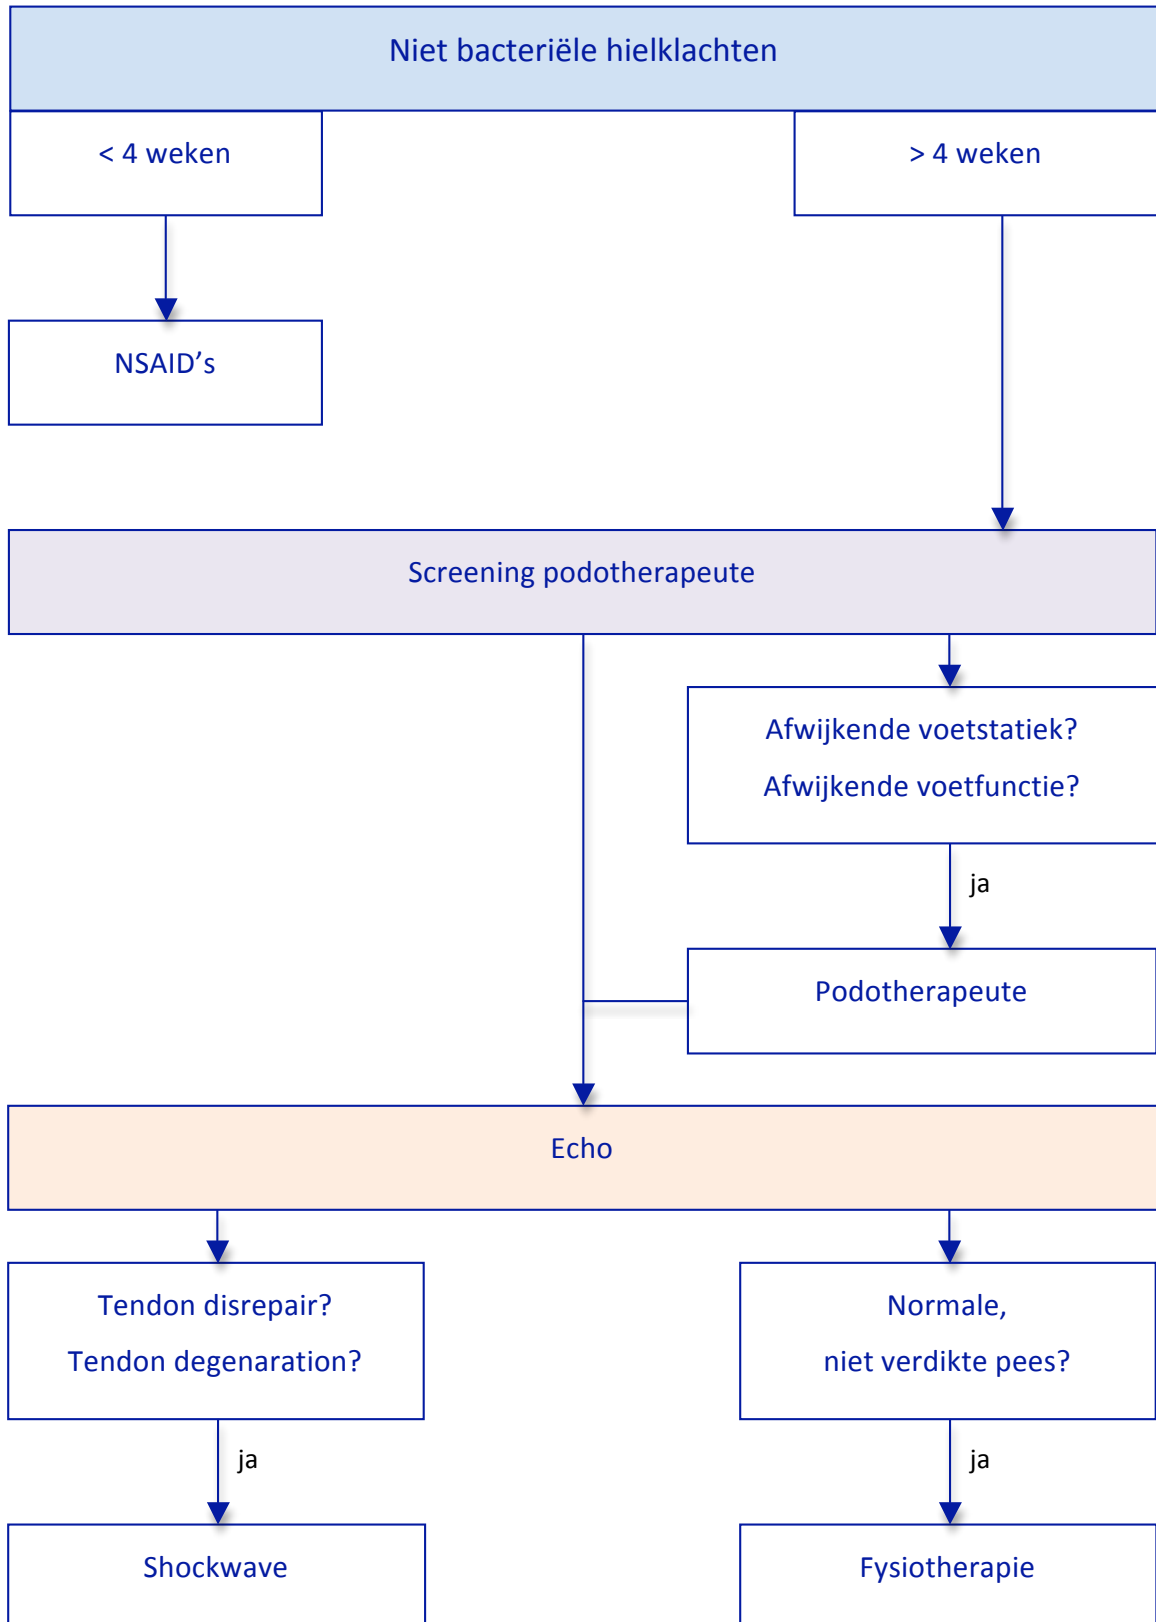 Niet bacteriële hielklachten
< 4 weken
> 4 weken
NSAID’s
Screening podotherapeute
Afwijkende voetstatiek?
Afwijkende voetfunctie?
ja
Podotherapeute
Echo
Tendon disrepair?
Tendon degenaration?
Normale,
niet verdikte pees?
ja
ja
Shockwave
Fysiotherapie